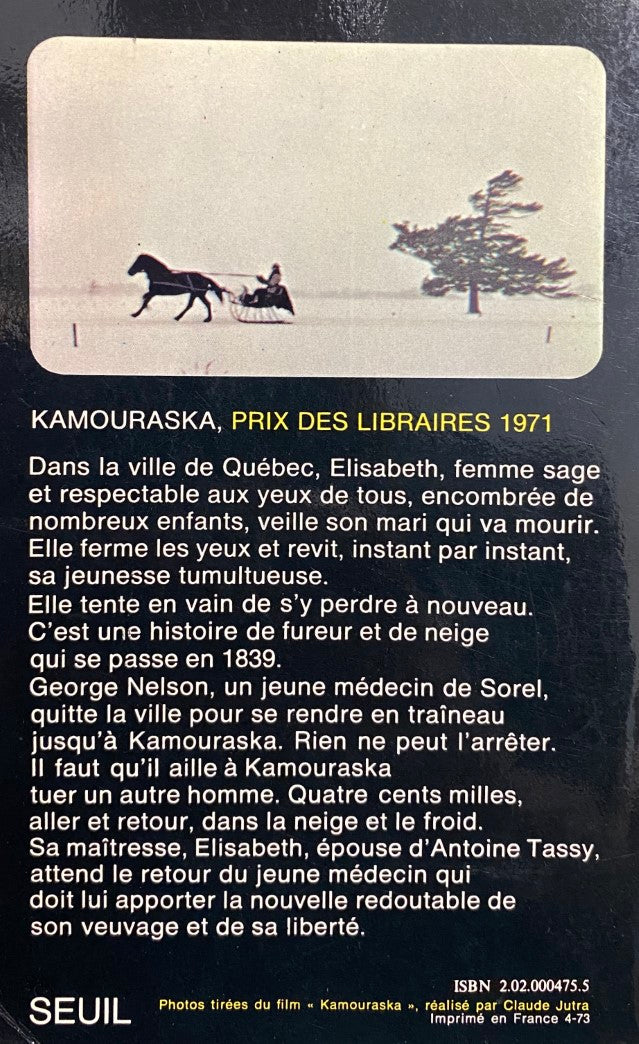 KAMOURASKA, PRIX DES LIBRAIRES 1971
Dans la ville de Québec, Elisabeth, femme sage
et respectable aux yeux de tous, encombrée de
nombreux enfants, veille son mari qui va mourir.
Elle ferme les yeux et revit, instant par instant,
sa jeunesse tumultueuse.
Elle tente en vain de s'y perdre à nouveau.
C'est une histoire de fureur et de neige
qui se passe en 1839.
George Nelson, un jeune médecin de Sorel,
quitte la ville pour se rendre en traîneau
jusqu'à Kamouraska. Rien ne peut l'arrêter.
Il faut qu'il aille à Kamouraska
tuer un autre homme. Quatre cents milles,
aller et retour, dans la neige et le froid.
Sa maîtresse, Elisabeth, épouse d'Antoine Tassy,
attend le retour du jeune médecin qui
doit lui apporter la nouvelle redoutable de
son veuvage et de sa liberté.
ISBN 2.02.000475.5
SEUIL
Photos tirées du film « Kamouraska », réalisé par Claude Jutra
Imprimé en France 4-73